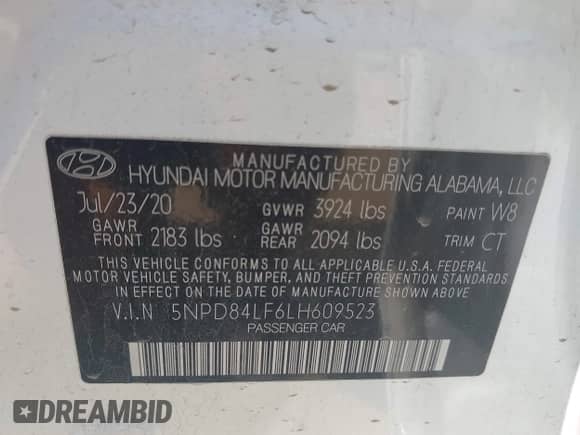 MANUFACTURED BY
HYUNDAI MOTOR MANUFACTURING ALABAMA, LLC
Jul/23/20 GVWR 3924 lbs PAINT W8
GAWR FRONT 2183 lbs GAWR REAR 2094 lbs TRIM CT
THIS VEHICLE CONFORMS TO ALL APPLICABLE U.S.A. FEDERAL
MOTOR VEHICLE SAFETY, BUMPER, AND THEFT PREVENTION STANDARDS
IN EFFECT ON THE DATE OF MANUFACTURE SHOWN ABOVE.
V.I.N 5NPD84LF6LH609523
PASSENGER CAR
DREAMBID